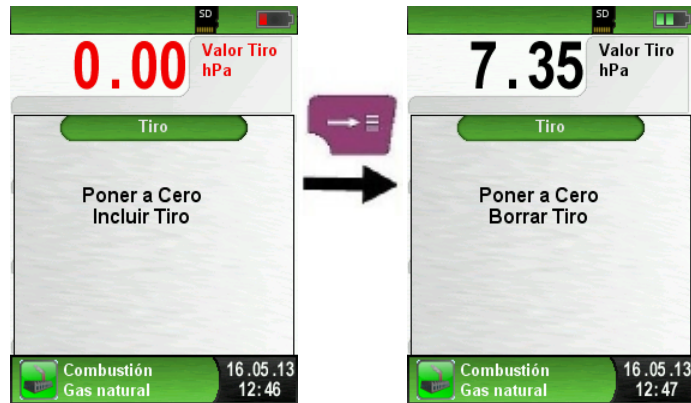 SD
0.00
Valor Tiro
hPa
Tiro
Poner a Cero
Incluir Tiro
Combustión
Gas natural
16.05.13
12:46
SD
7.35
Valor Tiro
hPa
Tiro
Poner a Cero
Borrar Tiro
Combustión
Gas natural
16.05.13
12:47